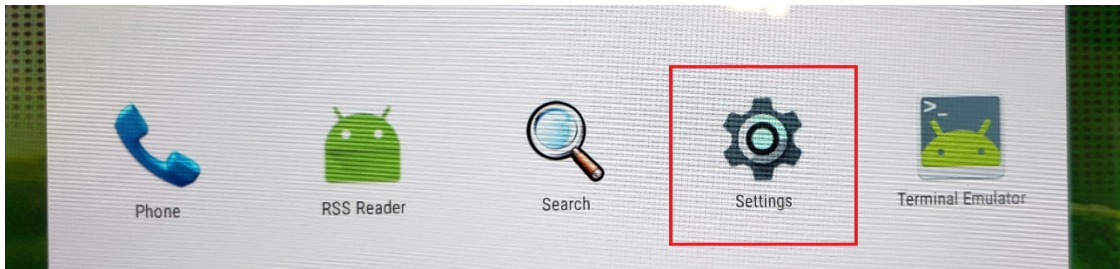 Phone
RSS Reader
Search
Settings
>_
Terminal Emulator